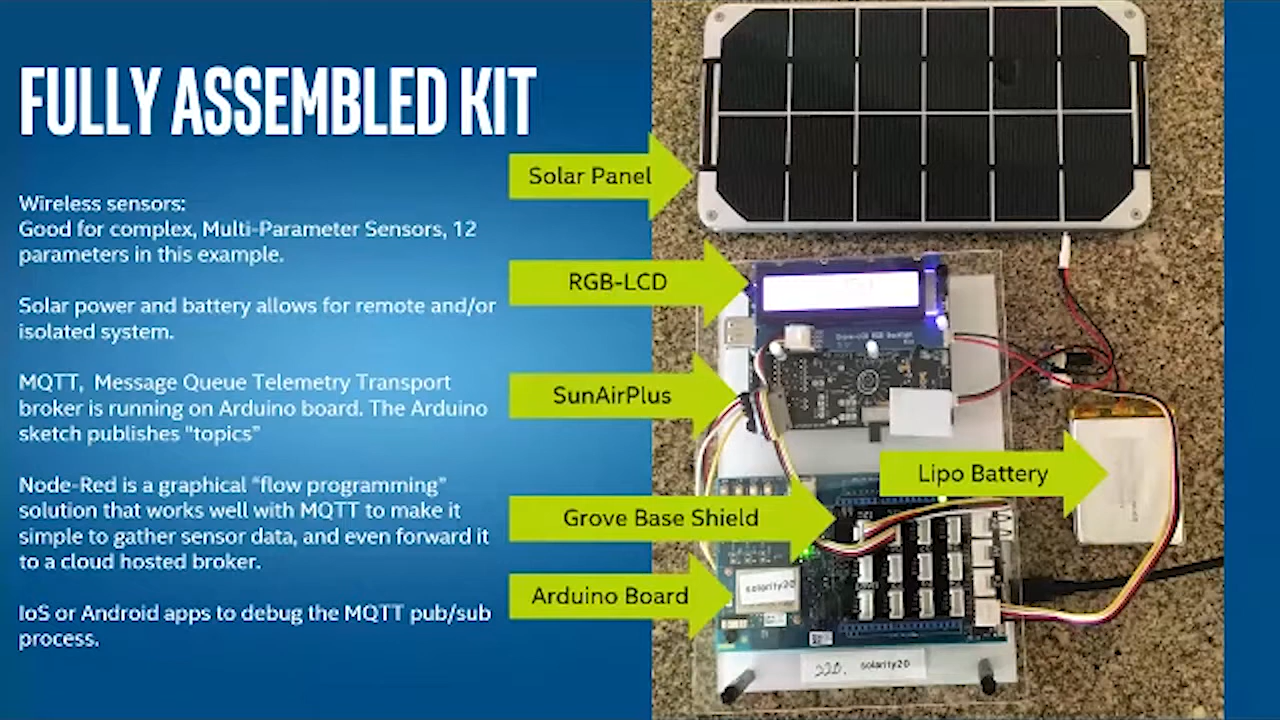 FULLY ASSEMBLED KIT
Wireless sensors:
Good for complex, Multi-Parameter Sensors, 12
parameters in this example.
Solar power and battery allows for remote and/or
isolated system.
MQTT,  Message Queue Telemetry Transport
broker is running on Arduino board. The Arduino
sketch publishes "topics”
Node-Red is a graphical “flow programming”
solution that works well with MQTT to make it
simple to gather sensor data, and even forward it
to a cloud hosted broker.
IoS or Android apps to debug the MQTT pub/sub
process.
Solar Panel
RGB-LCD
SunAirPlus
Lipo Battery
Grove Base Shield
Arduino Board
solarity20
220. solarity20